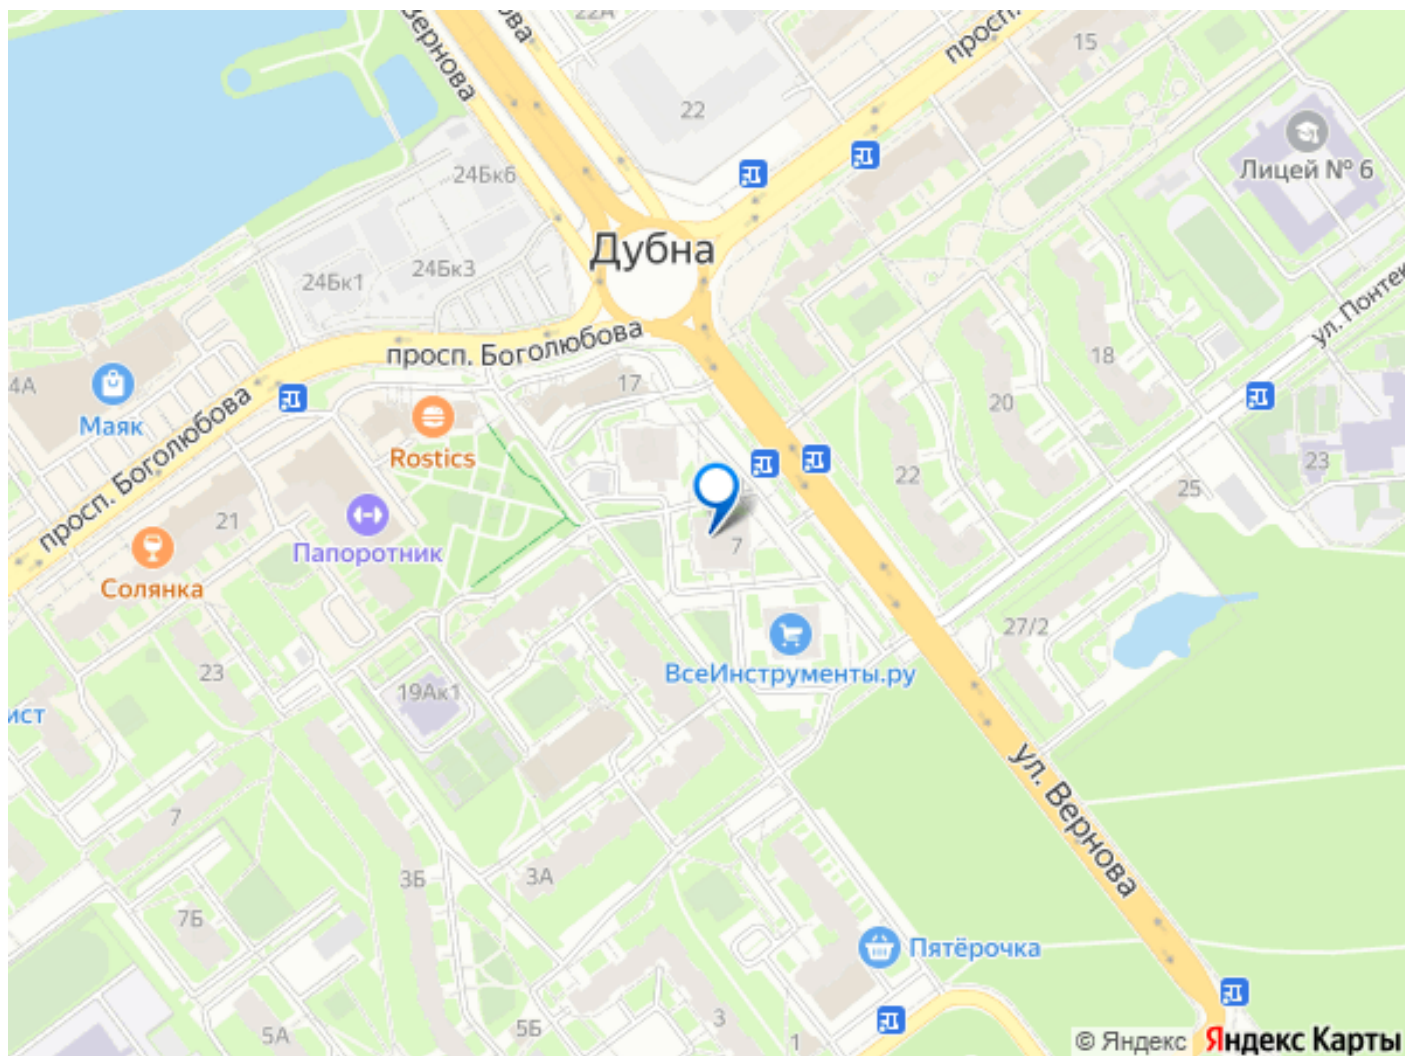 22А
Вернова
ова
просп.
15
22
Лицей № 6
24Бк6
Дубна
24Бк3
24Бк1
ул. Понтек
просп. Боголюбова
18
4А
17
Маяк
20
Rostics
просп. Боголюбова
23
22
25
21
7
Папоротник
Солянка
27/2
ВсеИнструменты.ру
23
19Ак1
ист
ул. Вернова
7
3Б
3А
7Б
Пятёрочка
3
5Б
5А
1
© Яндекс Яндекс Карты